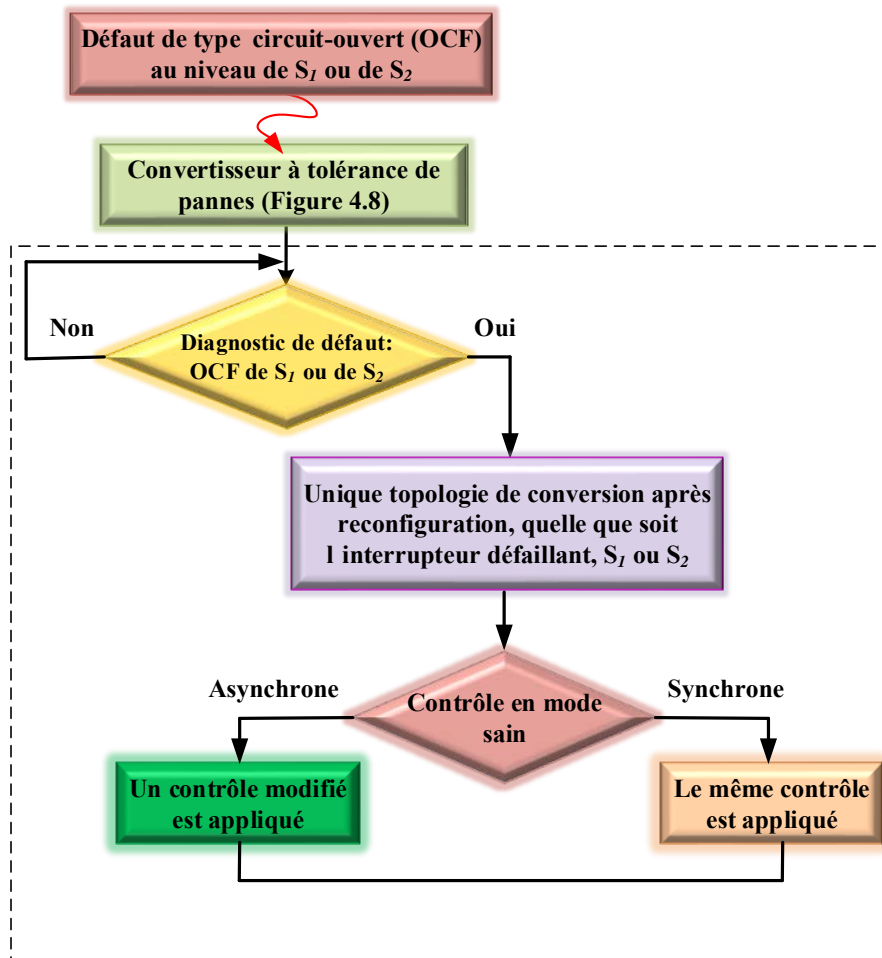 Défaut de type circuit-ouvert (OCF)
au niveau de S1 ou de S2
Convertisseur à tolérance de
pannes (Figure 4.8)
Non
Oui
Diagnostic de défaut:
OCF de S1 ou de S2
Unique topologie de conversion après
reconfiguration, quelle que soit
l interrupteur défaillant, S1 ou S2
Asynchrone
Synchrone
Contrôle en mode
sain
Un contrôle modifié
est appliqué
Le même contrôle
est appliqué